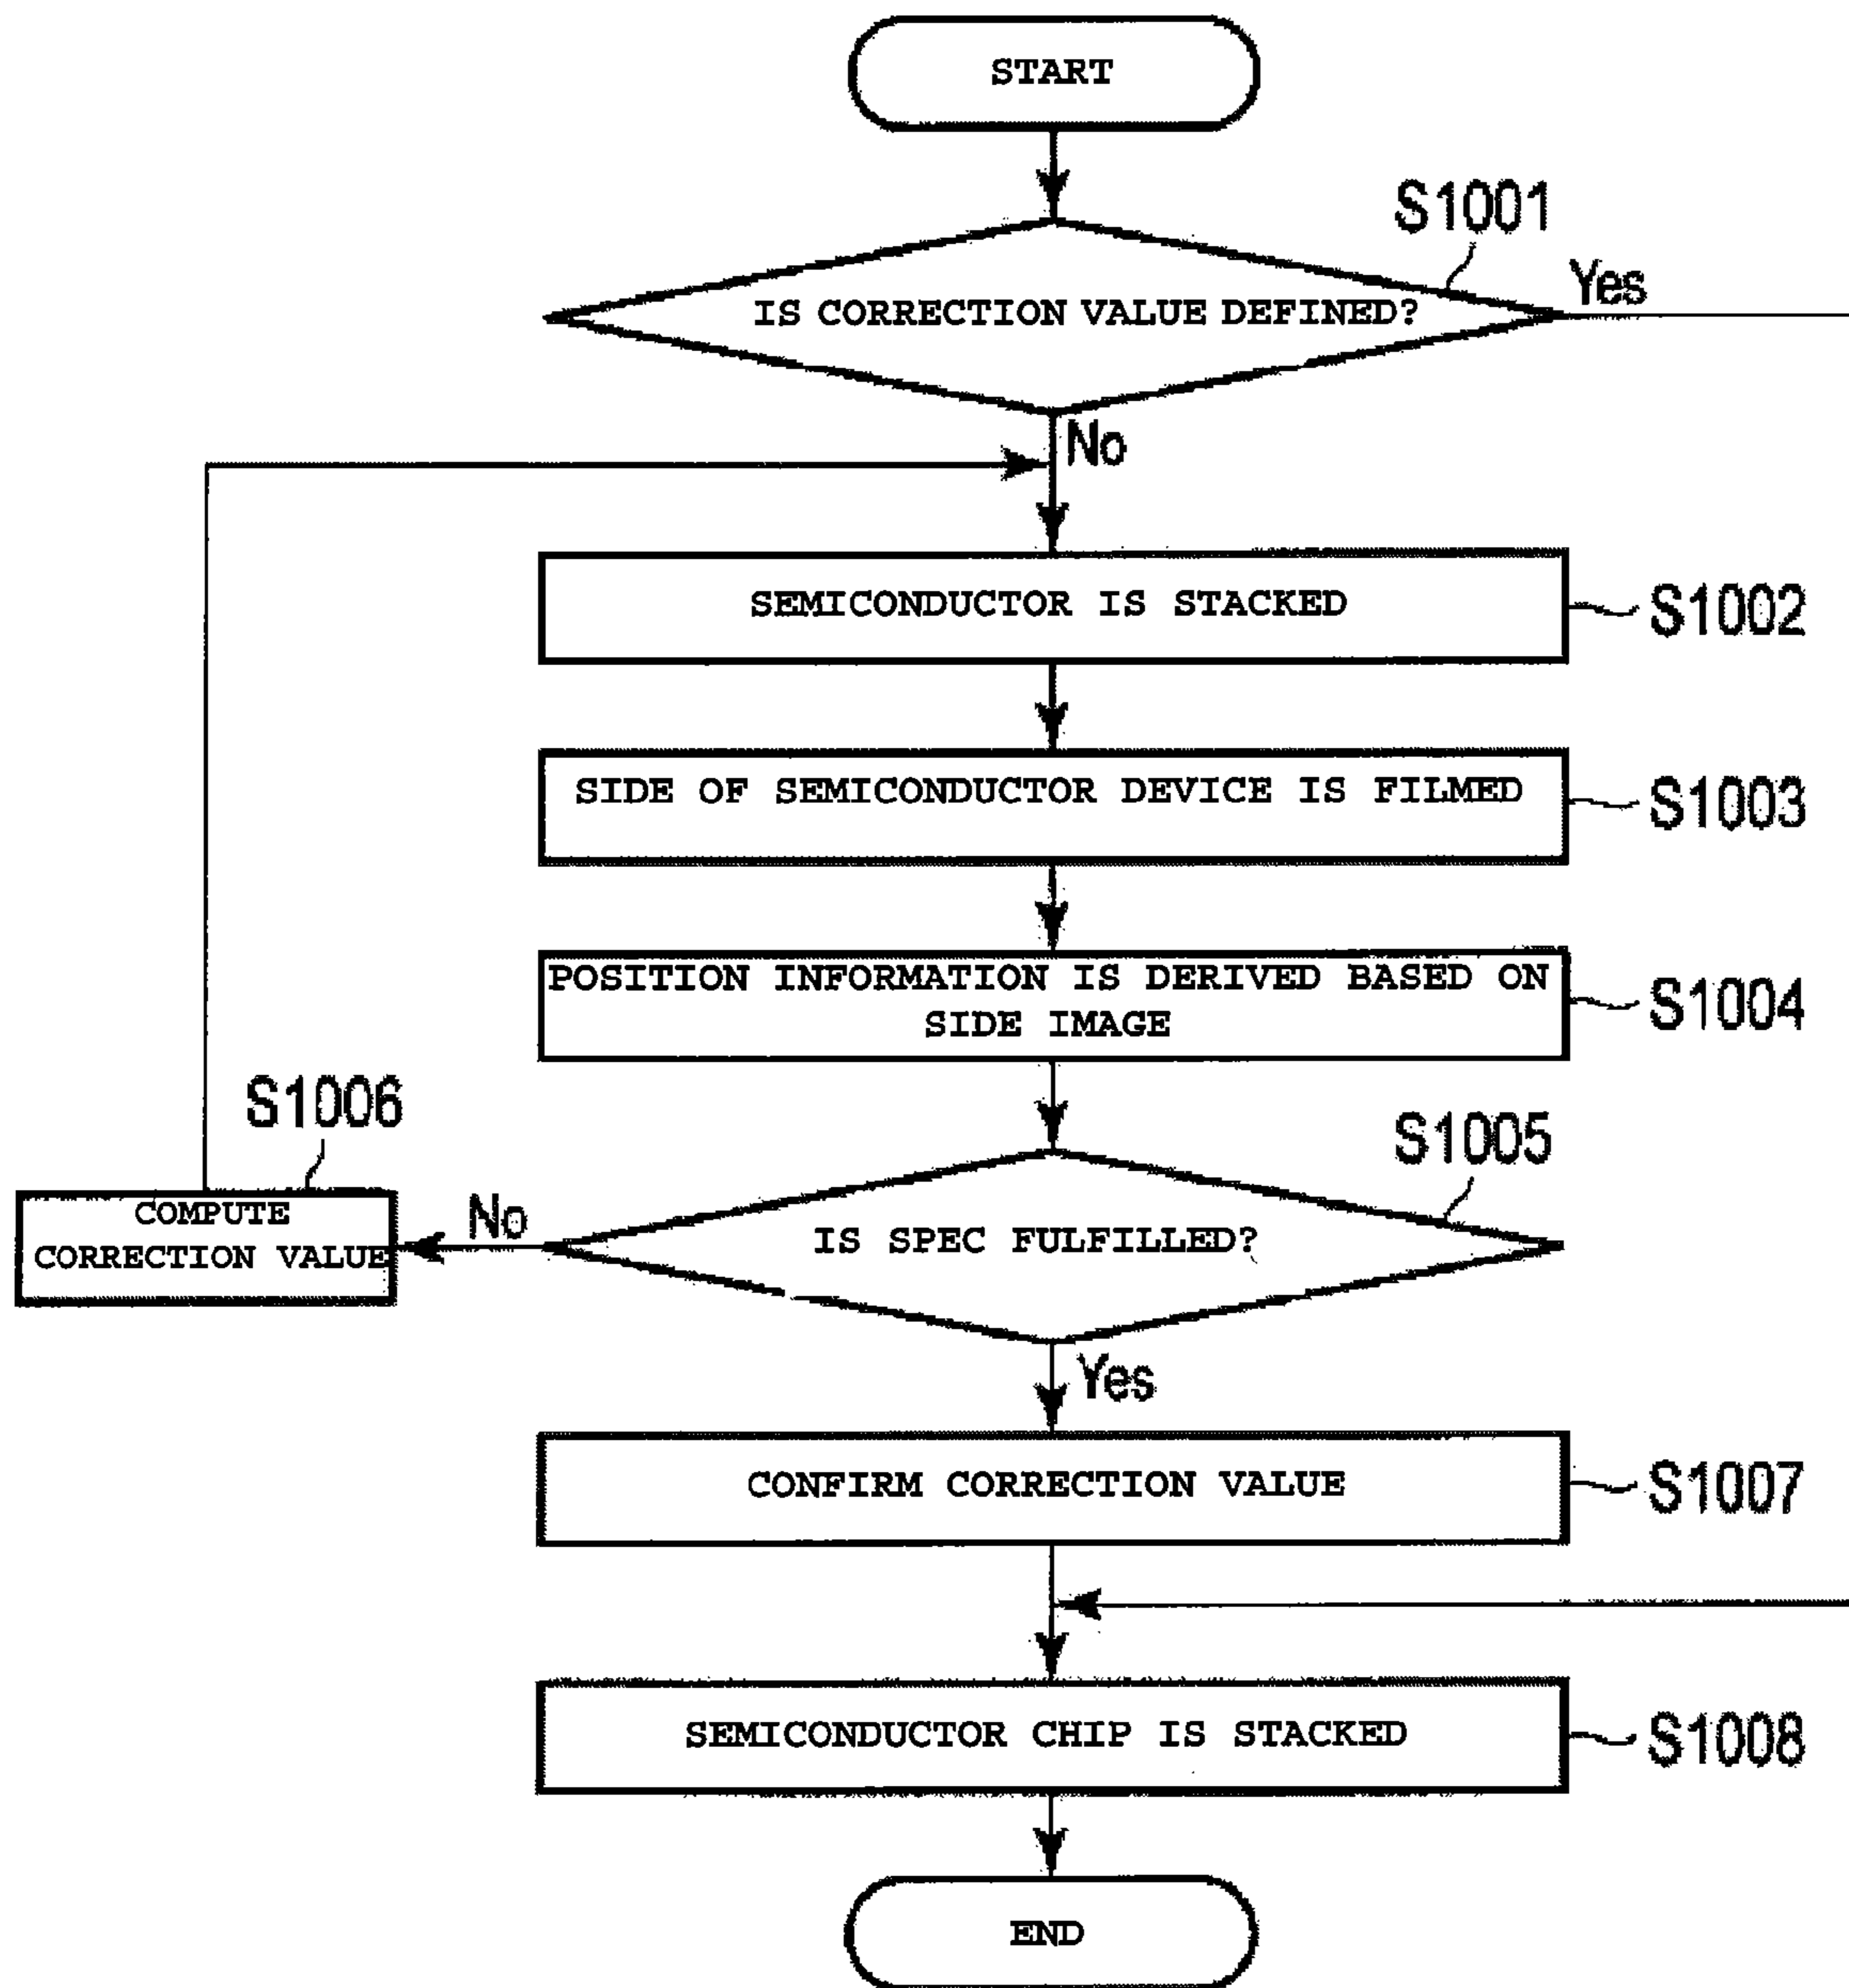 START
S1001
IS CORRECTION VALUE DEFINED?
Yes
No
SEMICONDUCTOR IS STACKED
S1002
SIDE OF SEMICONDUCTOR DEVICE IS FILMED
S1003
POSITION INFORMATION IS DERIVED BASED ON
SIDE IMAGE
S1004
S1006
COMPUTE
CORRECTION VALUE
No
S1005
IS SPEC FULFILLED?
Yes
CONFIRM CORRECTION VALUE
S1007
SEMICONDUCTOR CHIP IS STACKED
S1008
END